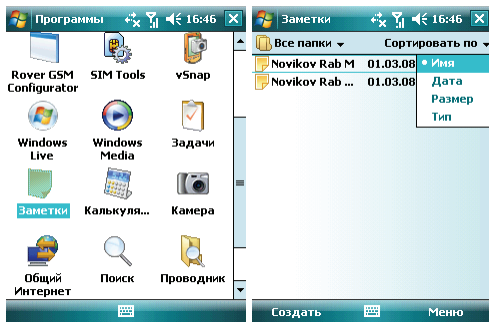 Программы 16:46
Rover GSM Configurator SIM Tools vSnap
Windows Live Windows Media Задачи
Заметки Калькуля... Камера
Общий Интернет Поиск Проводник
Заметки 16:46
Все папки Сортировать по
Novikov Rab M 01.03.08
Novikov Rab ... 01.03.08
Имя
Дата
Размер
Тип
Создать Меню